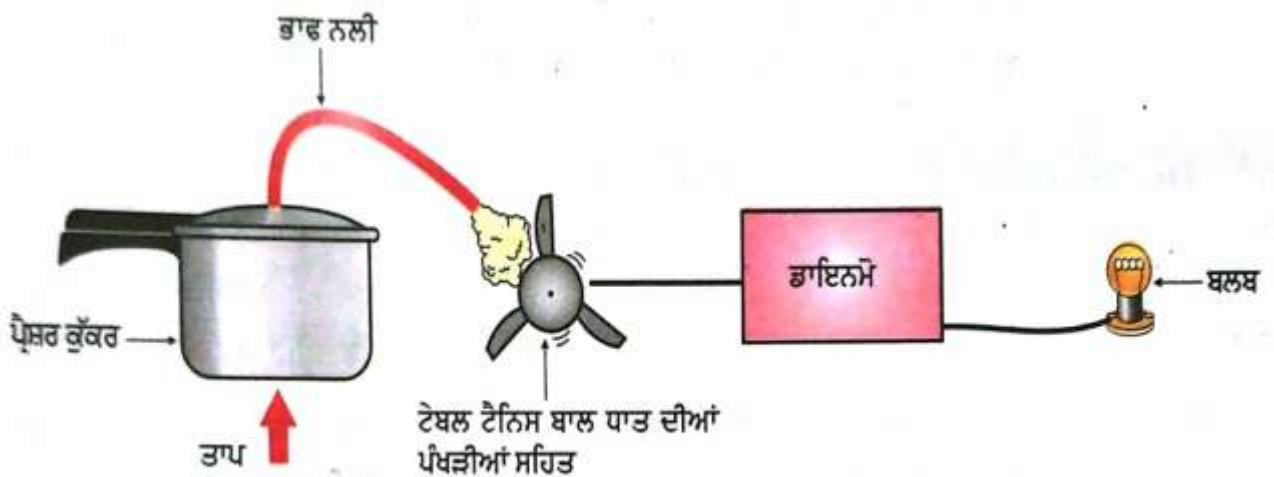 ਭਾਫ ਨਲੀ
ਡਾਇਨਮੋ
ਬਲਬ
ਪ੍ਰੈਸ਼ਰ ਕੁੱਕਰ
ਤਾਪ
ਟੇਬਲ ਟੈਨਿਸ ਬਾਲ ਧਾਤ ਦੀਆਂ
ਪੰਖੜੀਆਂ ਸਹਿਤ